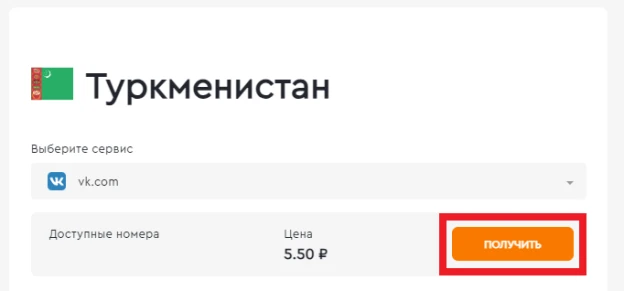 Туркменистан
Выберите сервис
vk.com
Доступные номера
Цена
5.50 ₽
ПОЛУЧИТЬ